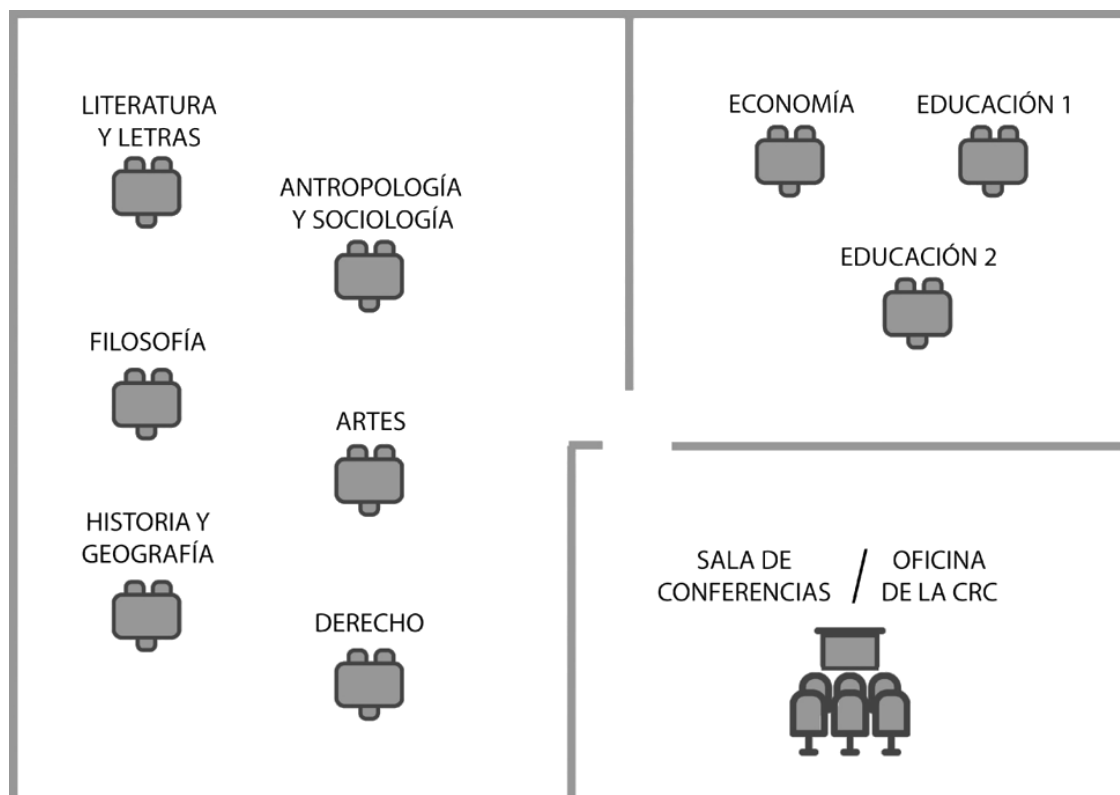 LITERATURA
Y LETRAS
ANTROPOLOGÍA
Y SOCIOLOGÍA
FILOSOFÍA
ARTES
HISTORIA Y
GEOGRAFÍA
DERECHO
ECONOMÍA
EDUCACIÓN 1
EDUCACIÓN 2
SALA DE
CONFERENCIAS
/
OFICINA
DE LA CRC